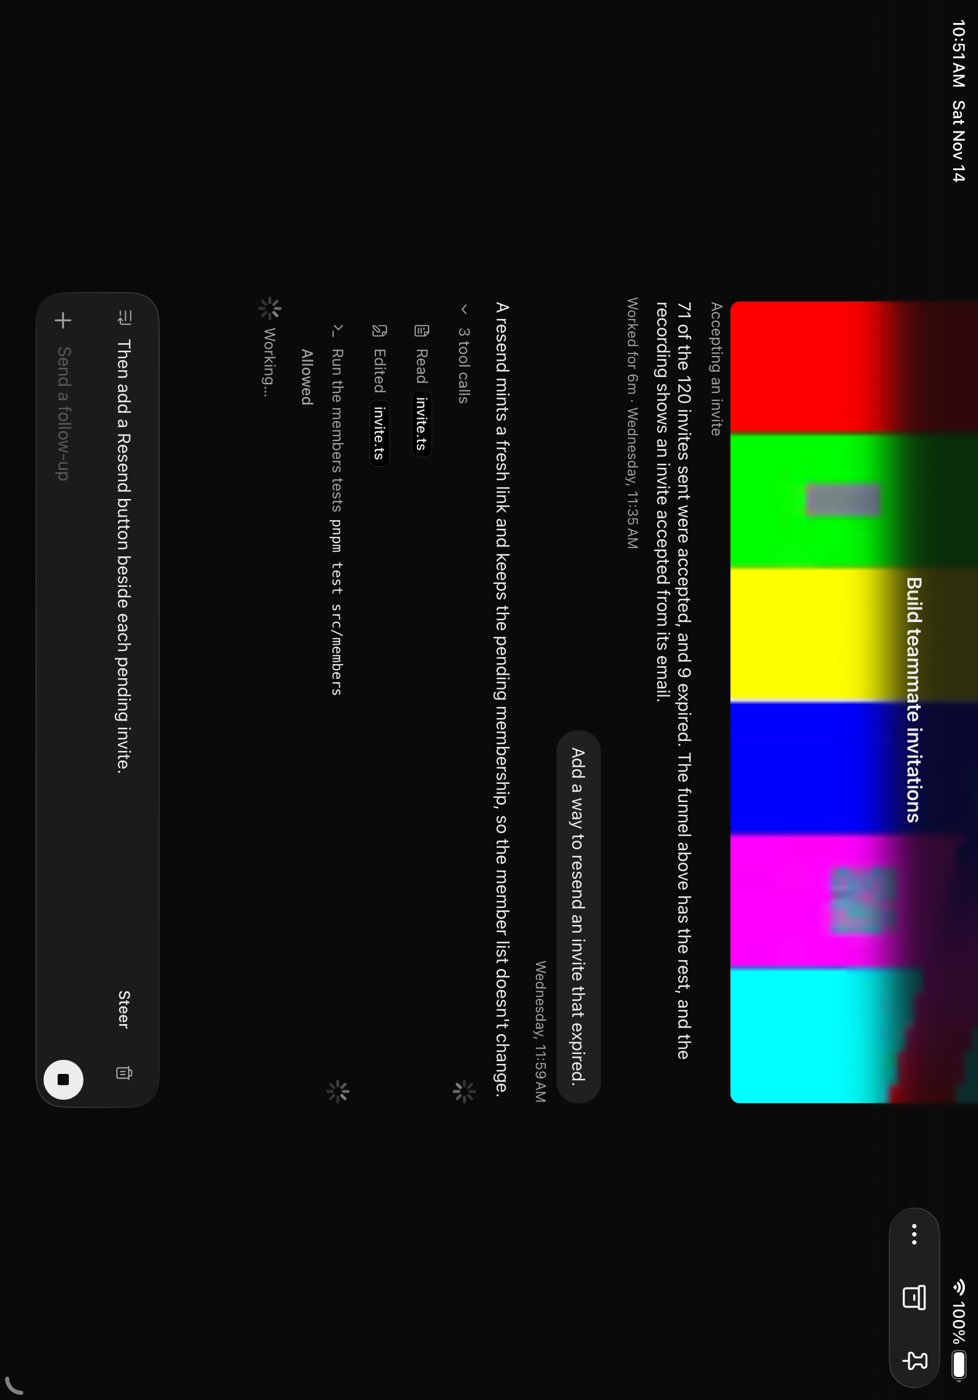 10:51 AM Sat Nov 14
100%
Build teammate invitations
Accepting an invite
71 of the 120 invites sent were accepted, and 9 expired. The funnel above has the rest, and the
recording shows an invite accepted from its email.
Worked for 6m · Wednesday, 11:35 AM
Add a way to resend an invite that expired.
Wednesday, 11:59 AM
A resend mints a fresh link and keeps the pending membership, so the member list doesn't change.
3 tool calls
Read invite.ts
Edited invite.ts
Run the members tests pnpm test src/members
Allowed
Working...
Then add a Resend button beside each pending invite.
Steer
Send a follow-up